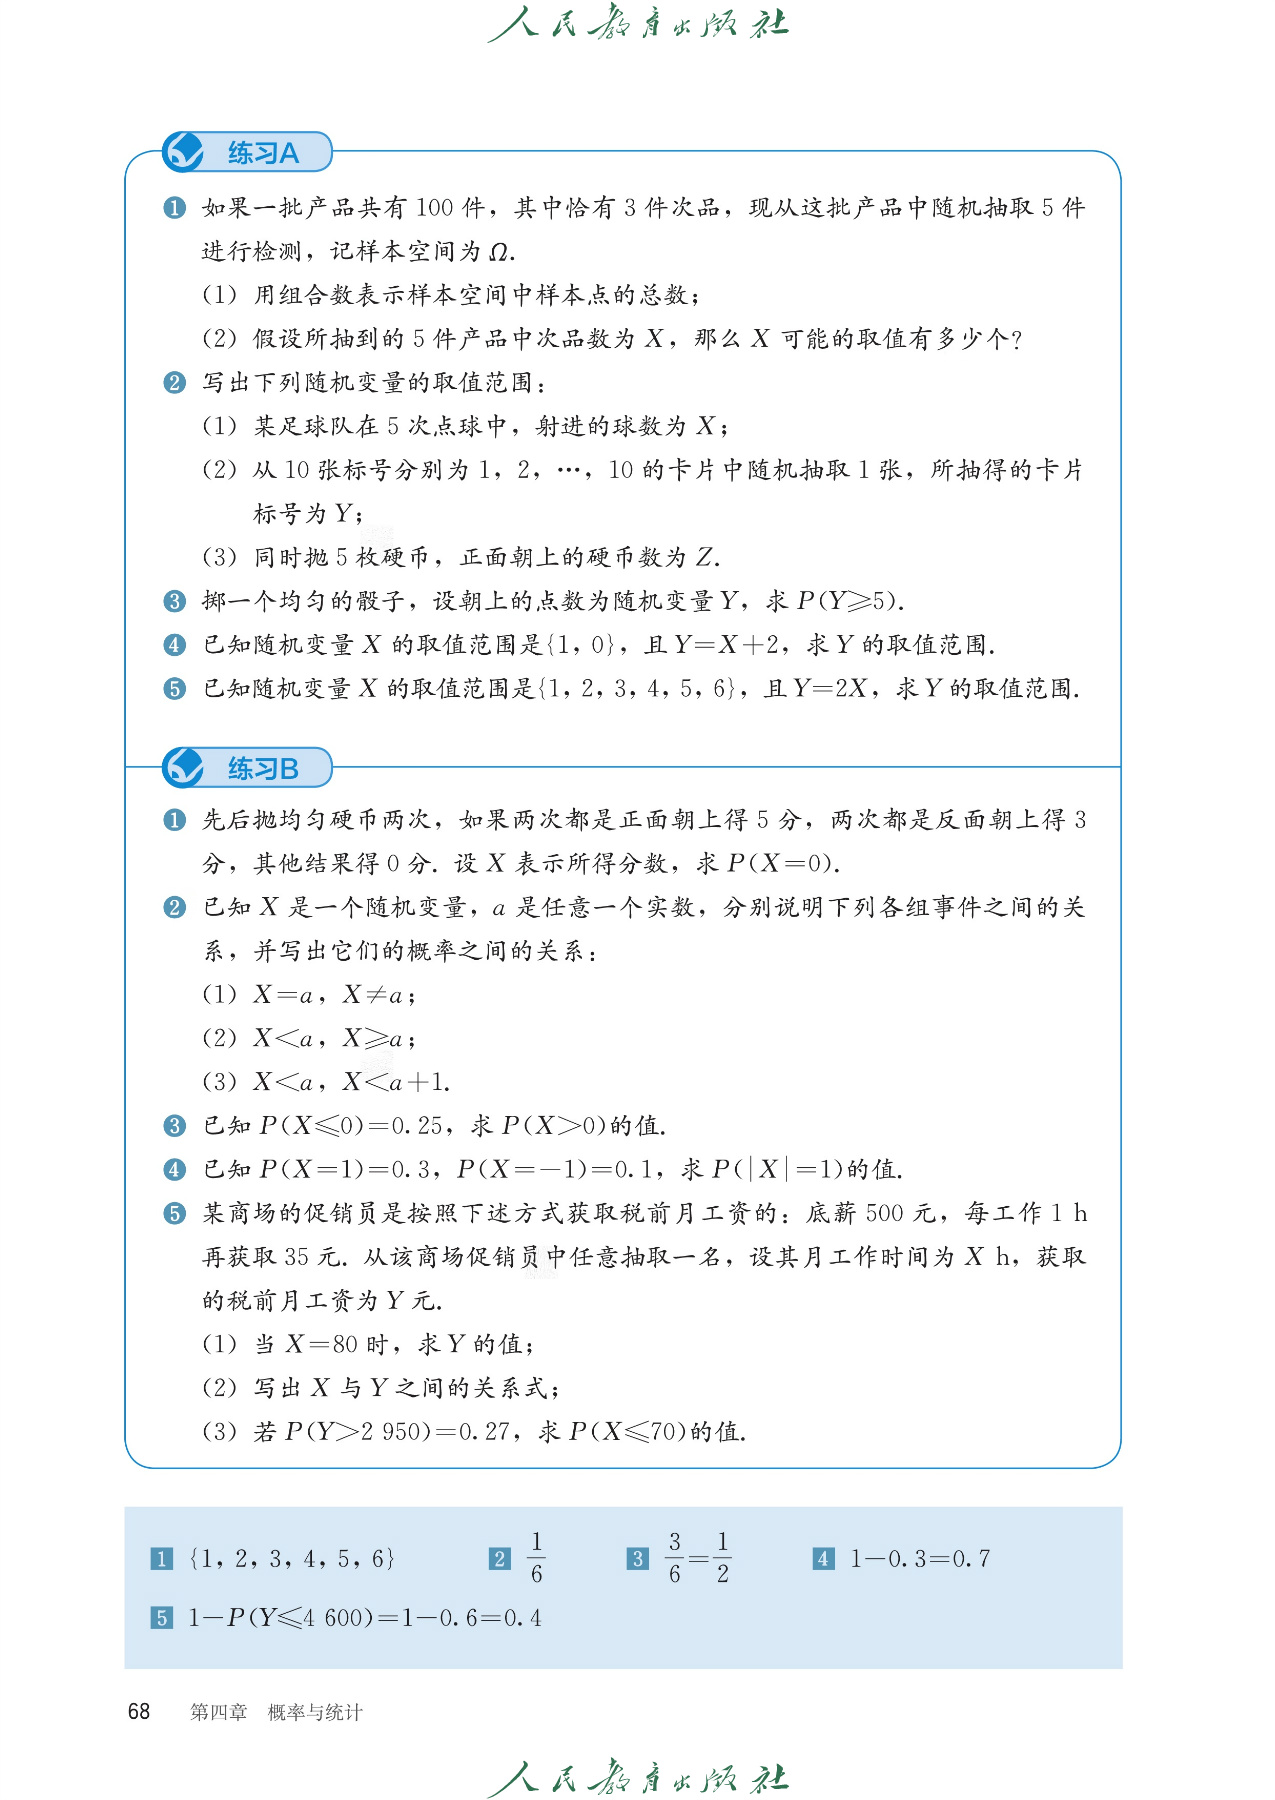 人民教育出版社
练习A
❶ 如果一批产品共有 100 件，其中恰有 3 件次品，现从这批产品中随机抽取 5 件
进行检测，记样本空间为 Ω.
（1）用组合数表示样本空间中样本点的总数；
（2）假设所抽到的 5 件产品中次品数为 X，那么 X 可能的取值有多少个？
❷ 写出下列随机变量的取值范围：
（1）某足球队在 5 次点球中，射进的球数为 X；
（2）从 10 张标号分别为 1，2，…，10 的卡片中随机抽取 1 张，所抽得的卡片
标号为 Y；
（3）同时抛 5 枚硬币，正面朝上的硬币数为 Z.
❸ 掷一个均匀的骰子，设朝上的点数为随机变量 Y，求 P(Y≥5).
❹ 已知随机变量 X 的取值范围是{1，0}，且 Y=X+2，求 Y 的取值范围.
❺ 已知随机变量 X 的取值范围是{1，2，3，4，5，6}，且 Y=2X，求 Y 的取值范围.
练习B
❶ 先后抛均匀硬币两次，如果两次都是正面朝上得 5 分，两次都是反面朝上得 3
分，其他结果得 0 分. 设 X 表示所得分数，求 P(X=0).
❷ 已知 X 是一个随机变量，a 是任意一个实数，分别说明下列各组事件之间的关
系，并写出它们的概率之间的关系：
（1）X=a，X≠a；
（2）X<a，X≥a；
（3）X<a，X<a+1.
❸ 已知 P(X≤0)=0.25，求 P(X>0)的值.
❹ 已知 P(X=1)=0.3，P(X=−1)=0.1，求 P(|X|=1)的值.
❺ 某商场的促销员是按照下述方式获取税前月工资的：底薪 500 元，每工作 1 h
再获取 35 元. 从该商场促销员中任意抽取一名，设其月工作时间为 X h，获取
的税前月工资为 Y 元.
（1）当 X=80 时，求 Y 的值；
（2）写出 X 与 Y 之间的关系式；
（3）若 P(Y>2 950)=0.27，求 P(X≤70)的值.
1 {1，2，3，4，5，6} 2 1/6 3 3/6=1/2 4 1−0.3=0.7
5 1−P(Y≤4 600)=1−0.6=0.4
68 第四章 概率与统计
人民教育出版社